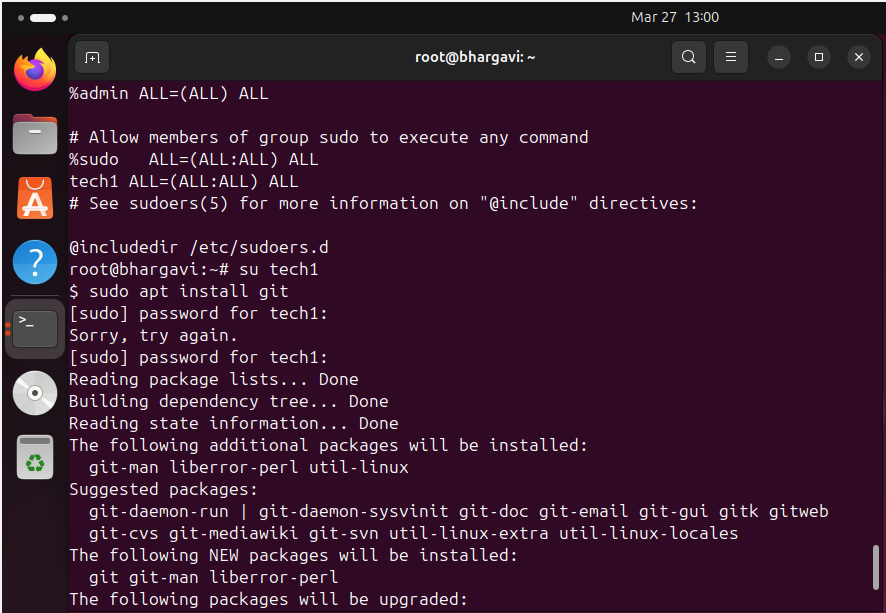 Mar 27 13:00
root@bhargavi: ~
%admin ALL=(ALL) ALL
# Allow members of group sudo to execute any command
%sudo   ALL=(ALL:ALL) ALL
tech1 ALL=(ALL:ALL) ALL
# See sudoers(5) for more information on "@include" directives:
@includedir /etc/sudoers.d
root@bhargavi:~# su tech1
$ sudo apt install git
[sudo] password for tech1:
Sorry, try again.
[sudo] password for tech1:
Reading package lists... Done
Building dependency tree... Done
Reading state information... Done
The following additional packages will be installed:
  git-man liberror-perl util-linux
Suggested packages:
  git-daemon-run | git-daemon-sysvinit git-doc git-email git-gui gitk gitweb
  git-cvs git-mediawiki git-svn util-linux-extra util-linux-locales
The following NEW packages will be installed:
  git git-man liberror-perl
The following packages will be upgraded: